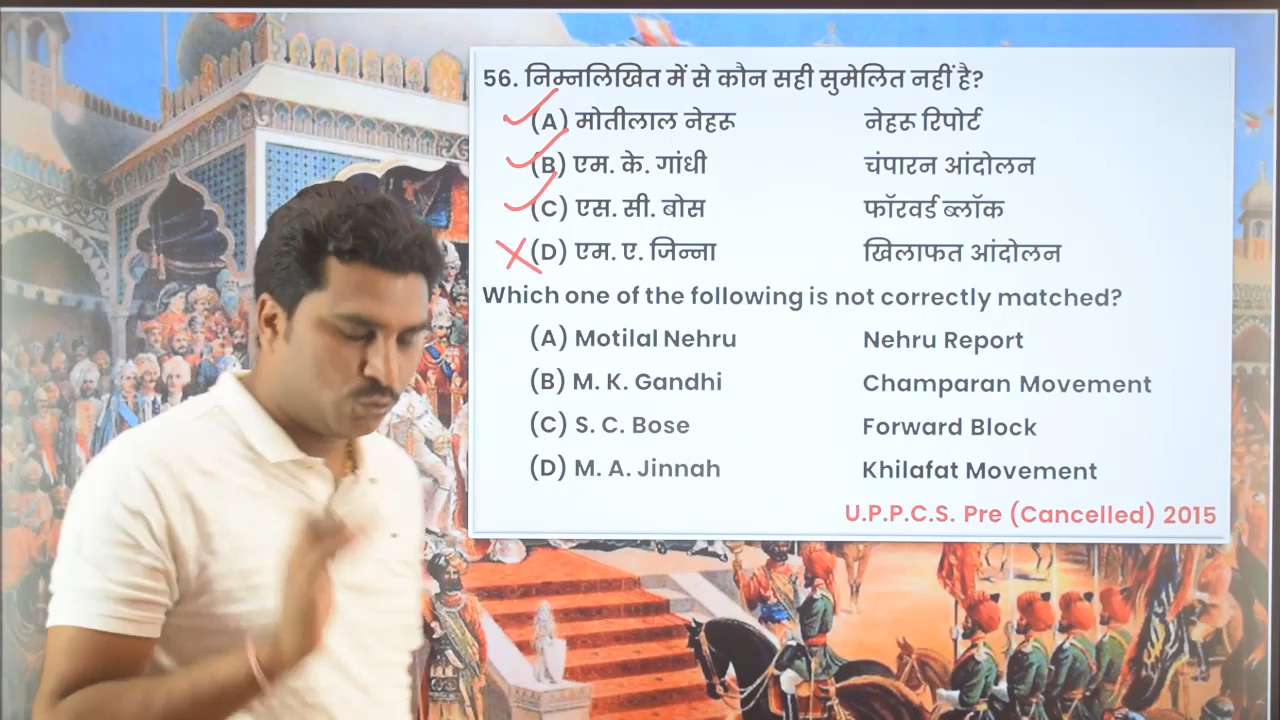 56. निम्नलिखित में से कौन सही सुमेलित नहीं है?
(A) मोतीलाल नेहरू नेहरू रिपोर्ट
(B) एम. के. गांधी चंपारन आंदोलन
(C) एस. सी. बोस फॉरवर्ड ब्लॉक
(D) एम. ए. जिन्ना खिलाफत आंदोलन
Which one of the following is not correctly matched?
(A) Motilal Nehru Nehru Report
(B) M. K. Gandhi Champaran Movement
(C) S. C. Bose Forward Block
(D) M. A. Jinnah Khilafat Movement
U.P.P.C.S. Pre (Cancelled) 2015